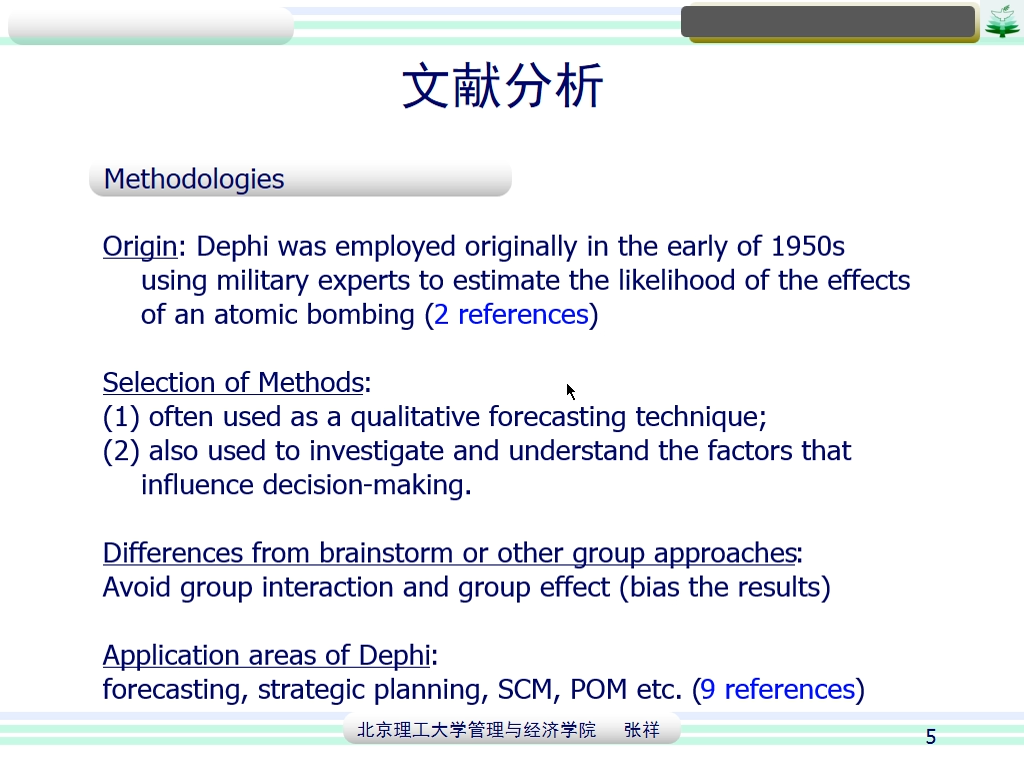 文献分析
Methodologies
Origin: Dephi was employed originally in the early of 1950s
using military experts to estimate the likelihood of the effects
of an atomic bombing (2 references)
Selection of Methods:
(1) often used as a qualitative forecasting technique;
(2) also used to investigate and understand the factors that
influence decision-making.
Differences from brainstorm or other group approaches:
Avoid group interaction and group effect (bias the results)
Application areas of Dephi:
forecasting, strategic planning, SCM, POM etc. (9 references)
北京理工大学管理与经济学院 张祥
5